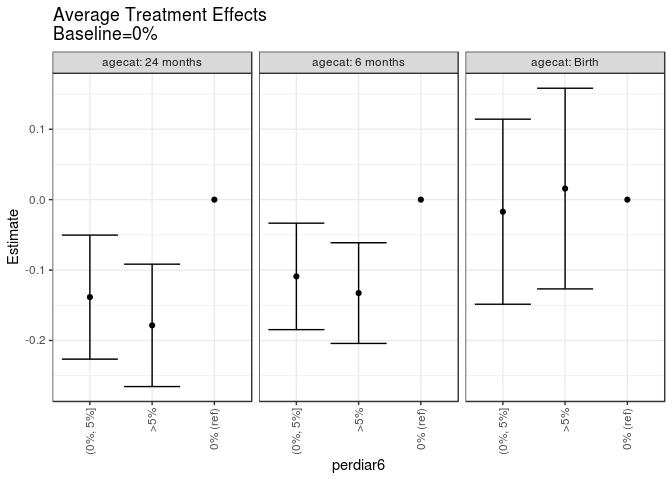 Average Treatment Effects
Baseline=0%
agecat: 24 months
agecat: 6 months
agecat: Birth
Estimate
0.1
0.0
-0.1
-0.2
(0%, 5%]
>5%
0% (ref)
(0%, 5%]
>5%
0% (ref)
(0%, 5%]
>5%
0% (ref)
perdiar6